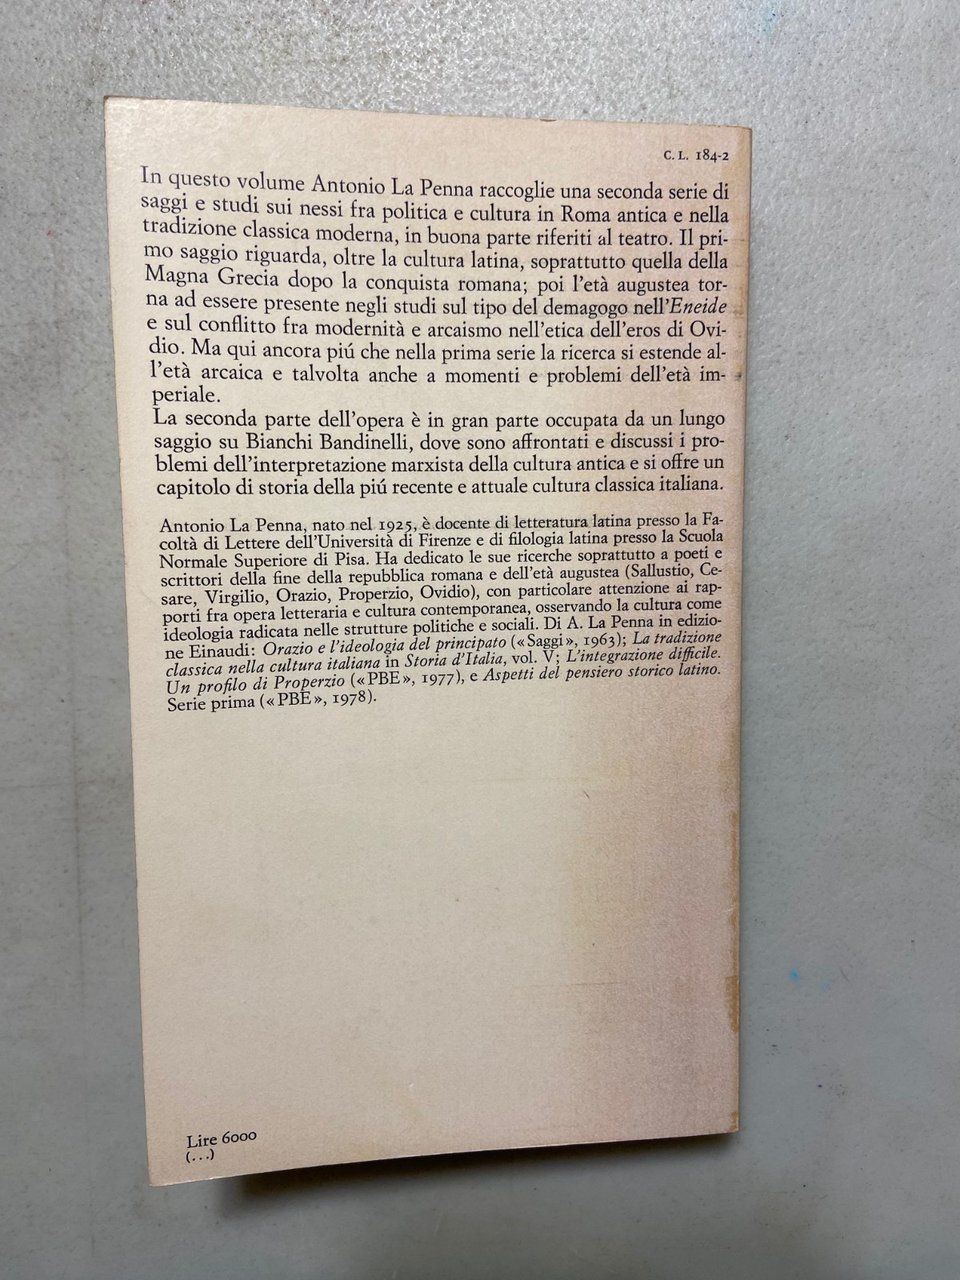 C. L. 184-2
In questo volume Antonio La Penna raccoglie una seconda serie di
saggi e studi sui nessi fra politica e cultura in Roma antica e nella
tradizione classica moderna, in buona parte riferiti al teatro. Il pri-
mo saggio riguarda, oltre la cultura latina, soprattutto quella della
Magna Grecia dopo la conquista romana; poi l'età augustea tor-
na ad essere presente negli studi sul tipo del demagogo nell'Eneide
e sul conflitto fra modernità e arcaismo nell'etica dell'eros di Ovi-
dio. Ma qui ancora piú che nella prima serie la ricerca si estende al-
l'età arcaica e talvolta anche a momenti e problemi dell'età im-
periale.
La seconda parte dell'opera è in gran parte occupata da un lungo
saggio su Bianchi Bandinelli, dove sono affrontati e discussi i pro-
blemi dell'interpretazione marxista della cultura antica e si offre un
capitolo di storia della piú recente e attuale cultura classica italiana.
Antonio La Penna, nato nel 1925, è docente di letteratura latina presso la Fa-
coltà di Lettere dell'Università di Firenze e di filologia latina presso la Scuola
Normale Superiore di Pisa. Ha dedicato le sue ricerche soprattutto a poeti e
scrittori della fine della repubblica romana e dell'età augustea (Sallustio, Ce-
sare, Virgilio, Orazio, Properzio, Ovidio), con particolare attenzione ai rap-
porti fra opera letteraria e cultura contemporanea, osservando la cultura come
ideologia radicata nelle strutture politiche e sociali. Di A. La Penna in edizio-
ne Einaudi: Orazio e l'ideologia del principato («Saggi», 1963); La tradizione
classica nella cultura italiana in Storia d'Italia, vol. V; L'integrazione difficile.
Un profilo di Properzio («PBE», 1977), e Aspetti del pensiero storico latino.
Serie prima («PBE», 1978).
Lire 6000
(...)